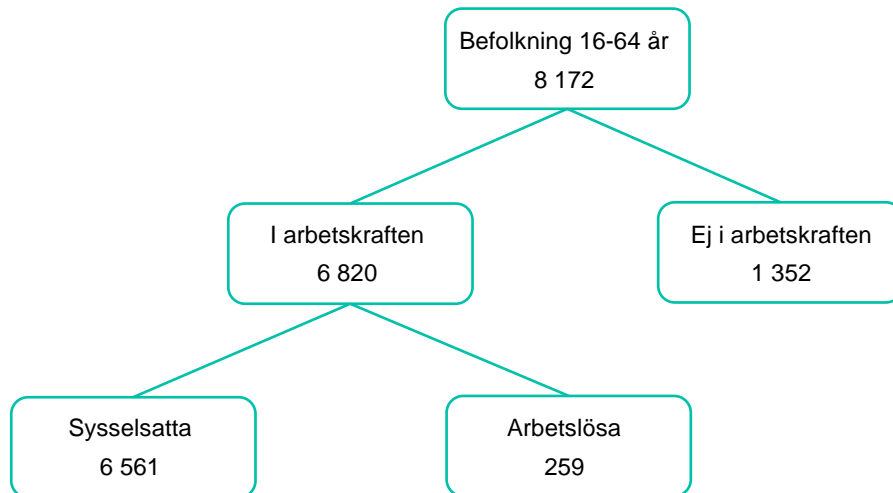 Befolkning 16-64 år
8 172
I arbetskraften
6 820
Ej i arbetskraften
1 352
Sysselsatta
6 561
Arbetslösa
259